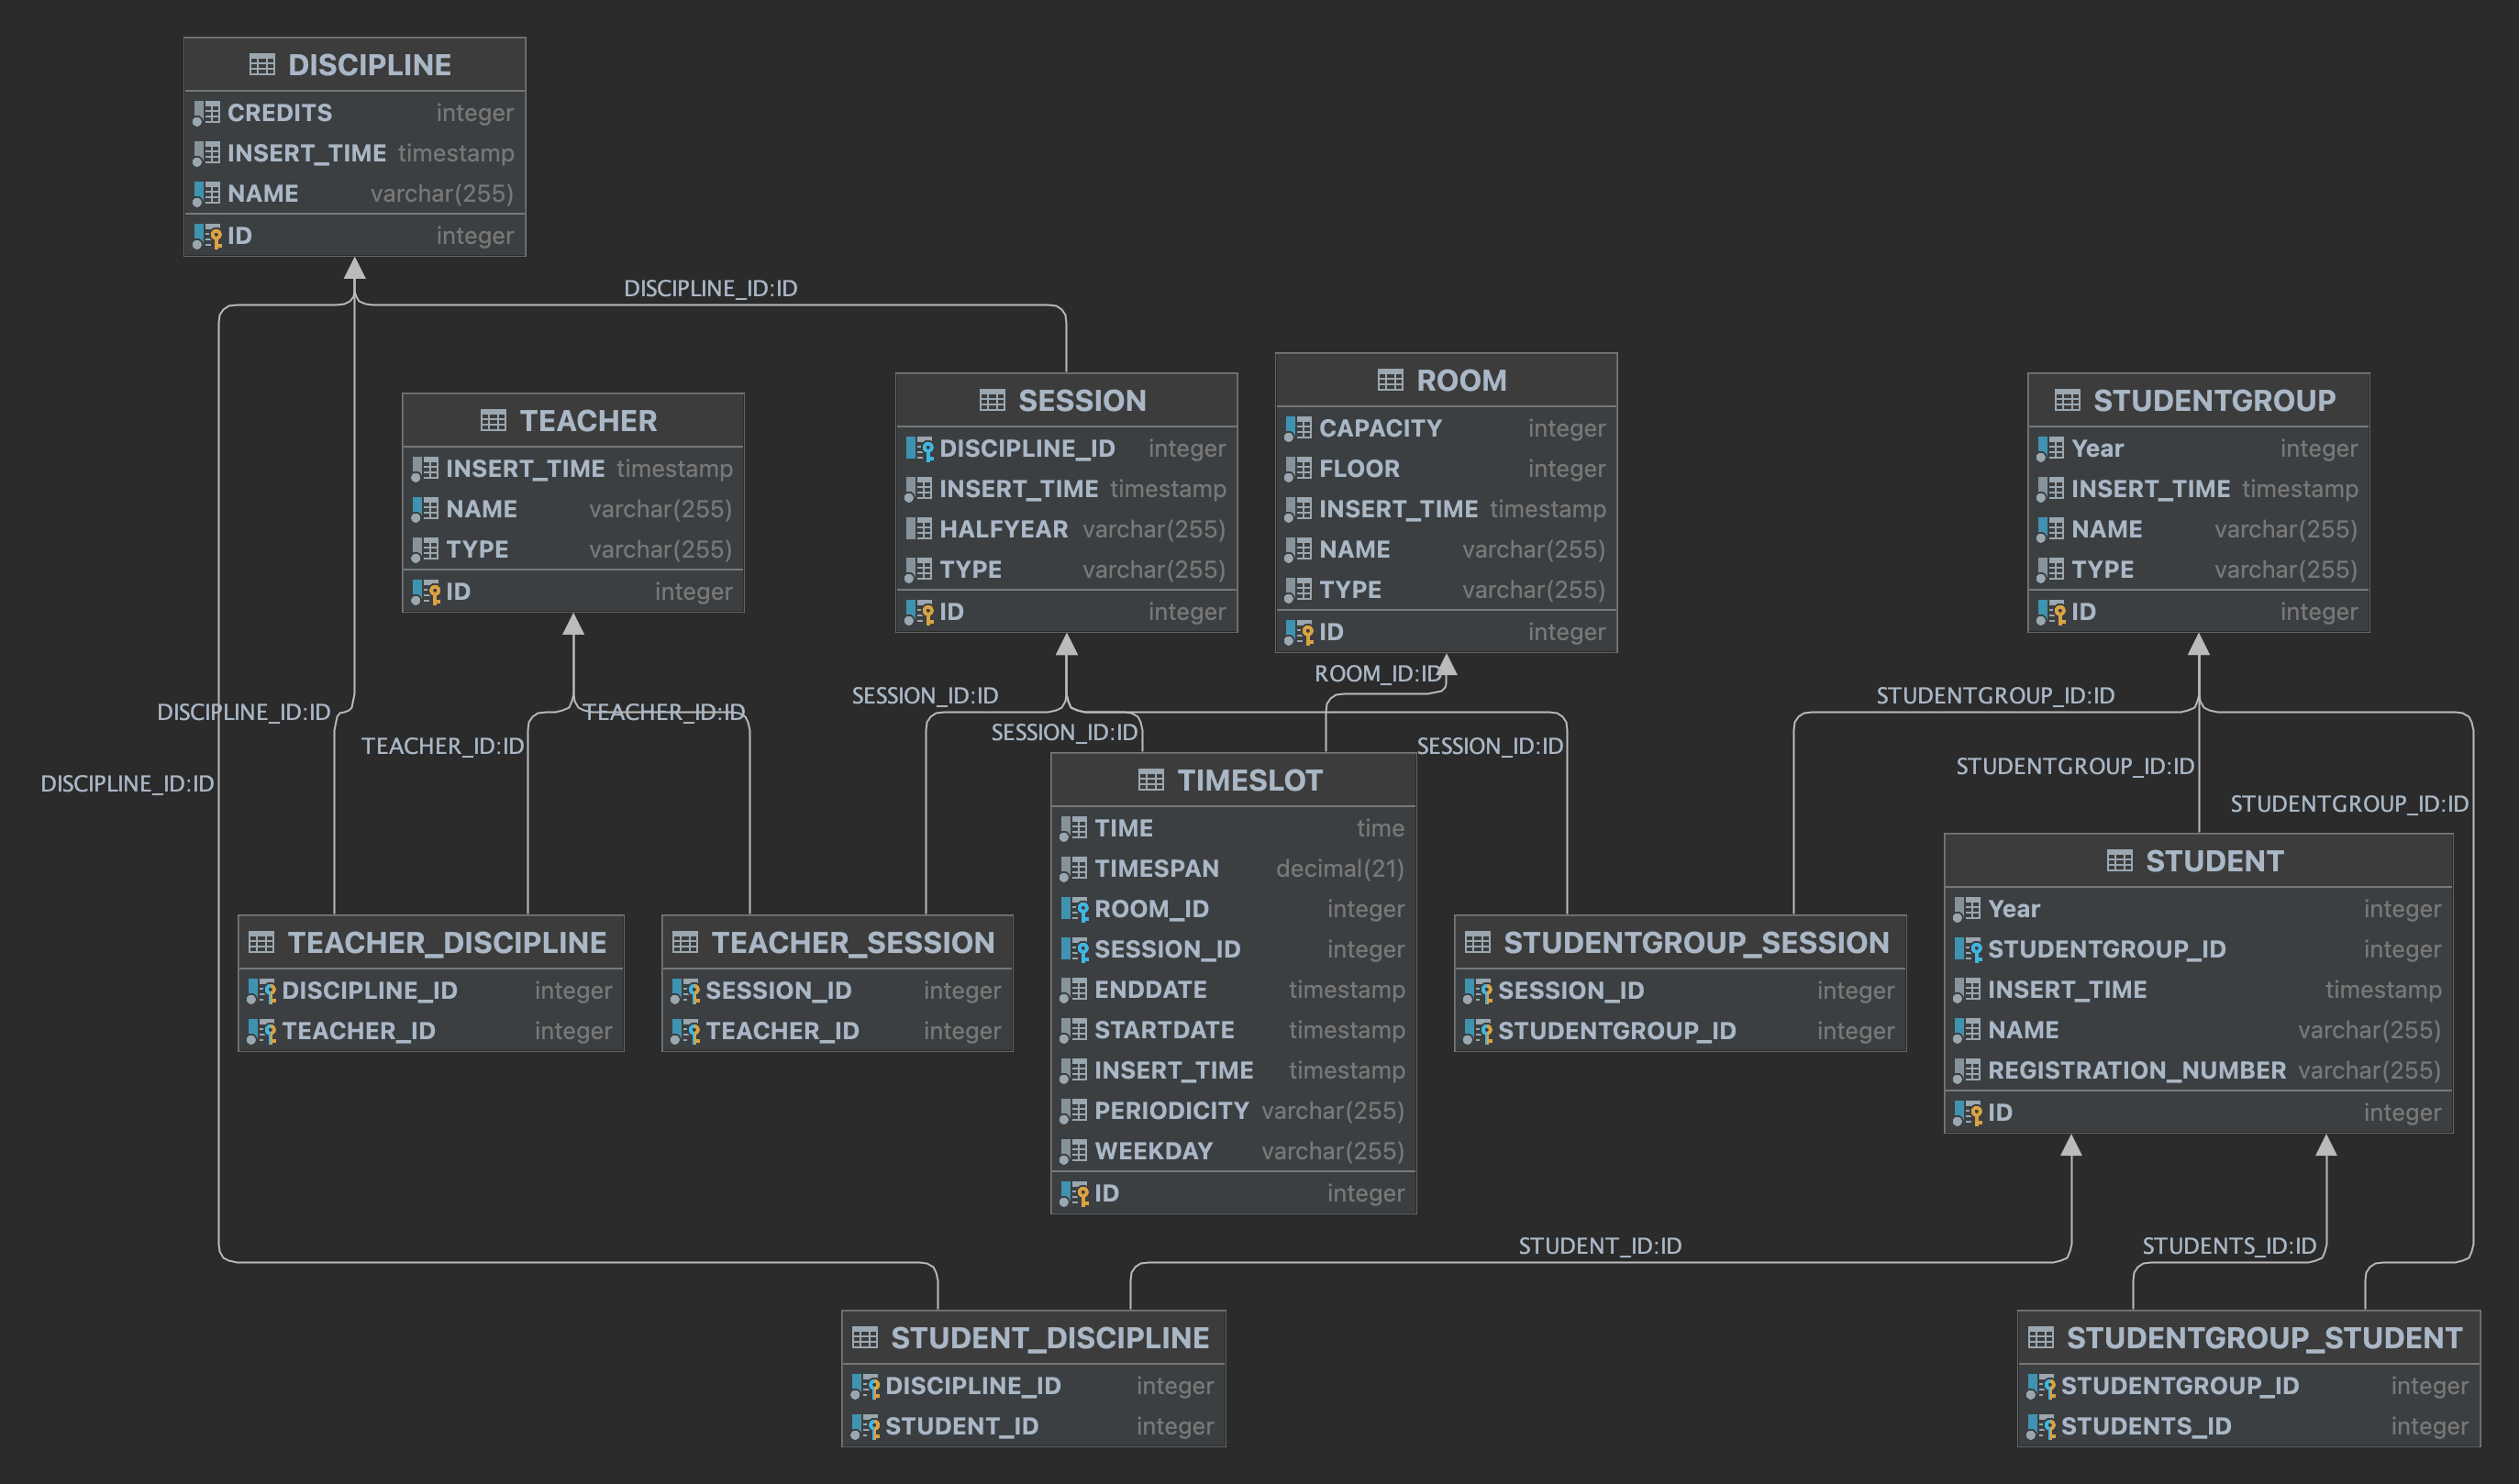 DISCIPLINE
CREDITS integer
INSERT_TIME timestamp
NAME varchar(255)
ID integer
DISCIPLINE_ID:ID
TEACHER
INSERT_TIME timestamp
NAME varchar(255)
TYPE varchar(255)
ID integer
SESSION
DISCIPLINE_ID integer
INSERT_TIME timestamp
HALFYEAR varchar(255)
TYPE varchar(255)
ID integer
ROOM
CAPACITY integer
FLOOR integer
INSERT_TIME timestamp
NAME varchar(255)
TYPE varchar(255)
ID integer
STUDENTGROUP
Year integer
INSERT_TIME timestamp
NAME varchar(255)
TYPE varchar(255)
ID integer
ROOM_ID:ID
SESSION_ID:ID
STUDENTGROUP_ID:ID
DISCIPLINE_ID:ID
TEACHER_ID:ID
SESSION_ID:ID
TEACHER_ID:ID
SESSION_ID:ID
STUDENTGROUP_ID:ID
DISCIPLINE_ID:ID
STUDENTGROUP_ID:ID
TIMESLOT
TIME time
TIMESPAN decimal(21)
ROOM_ID integer
SESSION_ID integer
ENDDATE timestamp
STARTDATE timestamp
INSERT_TIME timestamp
PERIODICITY varchar(255)
WEEKDAY varchar(255)
ID integer
STUDENT
Year integer
STUDENTGROUP_ID integer
INSERT_TIME timestamp
NAME varchar(255)
REGISTRATION_NUMBER varchar(255)
ID integer
TEACHER_DISCIPLINE
DISCIPLINE_ID integer
TEACHER_ID integer
TEACHER_SESSION
SESSION_ID integer
TEACHER_ID integer
STUDENTGROUP_SESSION
SESSION_ID integer
STUDENTGROUP_ID integer
STUDENT_ID:ID
STUDENTS_ID:ID
STUDENT_DISCIPLINE
DISCIPLINE_ID integer
STUDENT_ID integer
STUDENTGROUP_STUDENT
STUDENTGROUP_ID integer
STUDENTS_ID integer